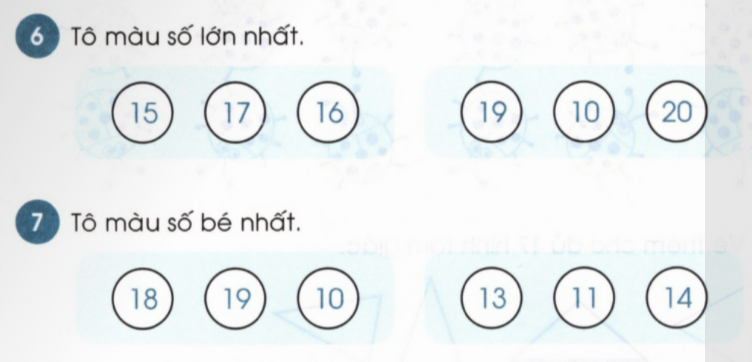 6 Tô màu số lớn nhất.
15 17 16 19 10 20
7 Tô màu số bé nhất.
18 19 10 13 11 14